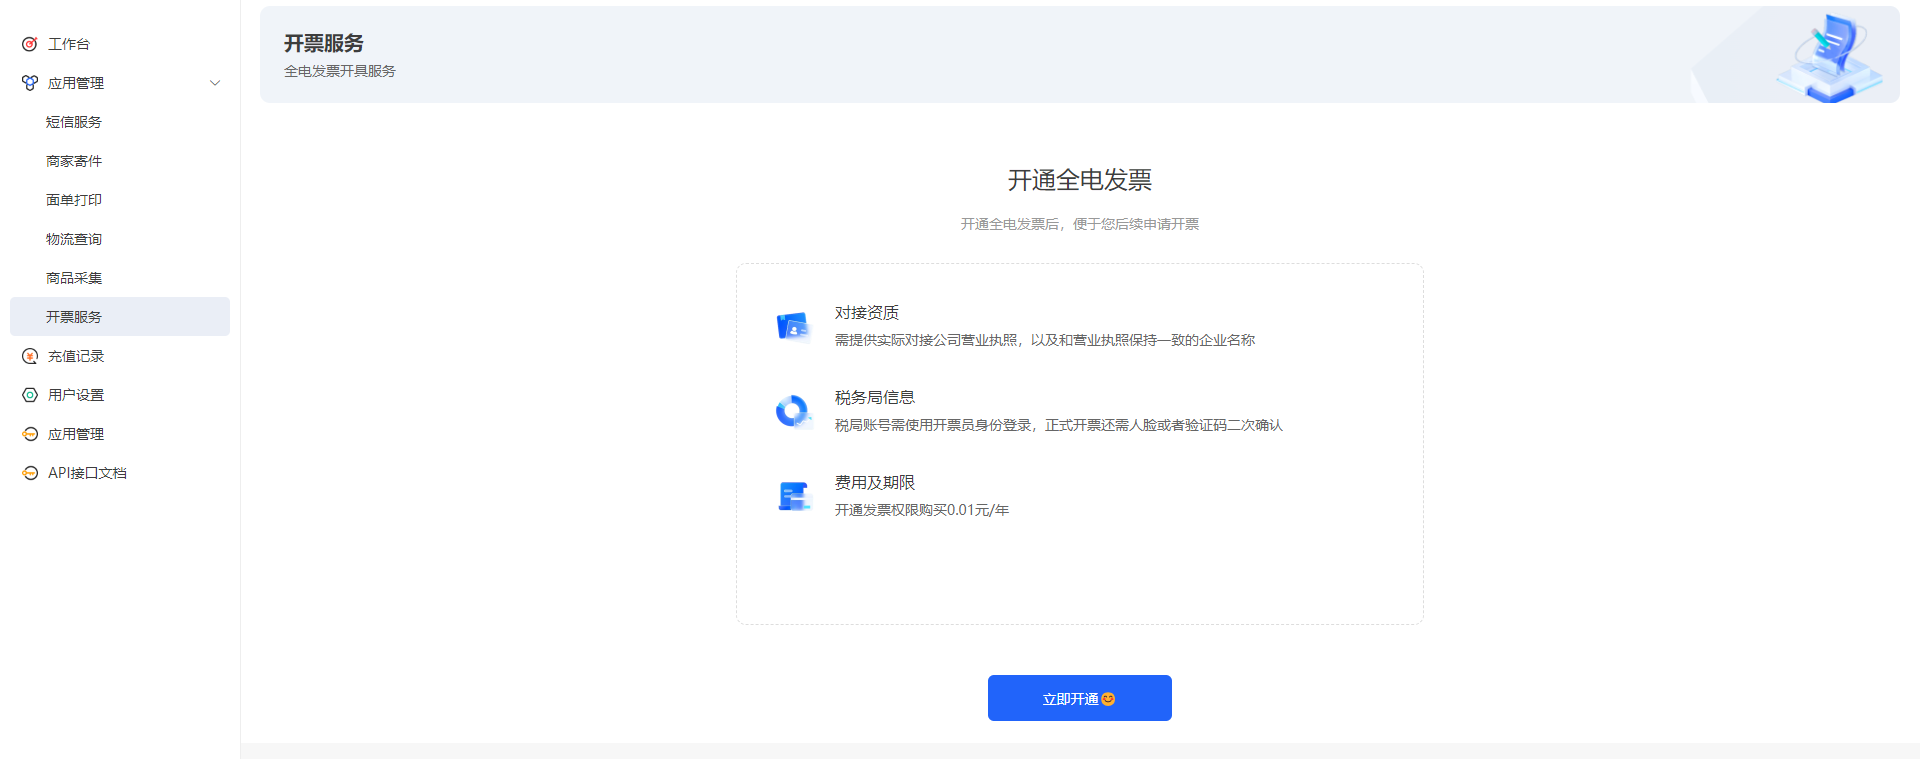 工作台
应用管理
短信服务
商家寄件
面单打印
物流查询
商品采集
开票服务
充值记录
用户设置
应用管理
API接口文档
开票服务
全电发票开具服务
开通全电发票
开通全电发票后，便于您后续申请开票
对接资质
需提供实际对接公司营业执照，以及和营业执照保持一致的企业名称
税务局信息
税局账号需使用开票员身份登录，正式开票还需人脸或者验证码二次确认
费用及期限
开通发票权限购买0.01元/年
立即开通😊